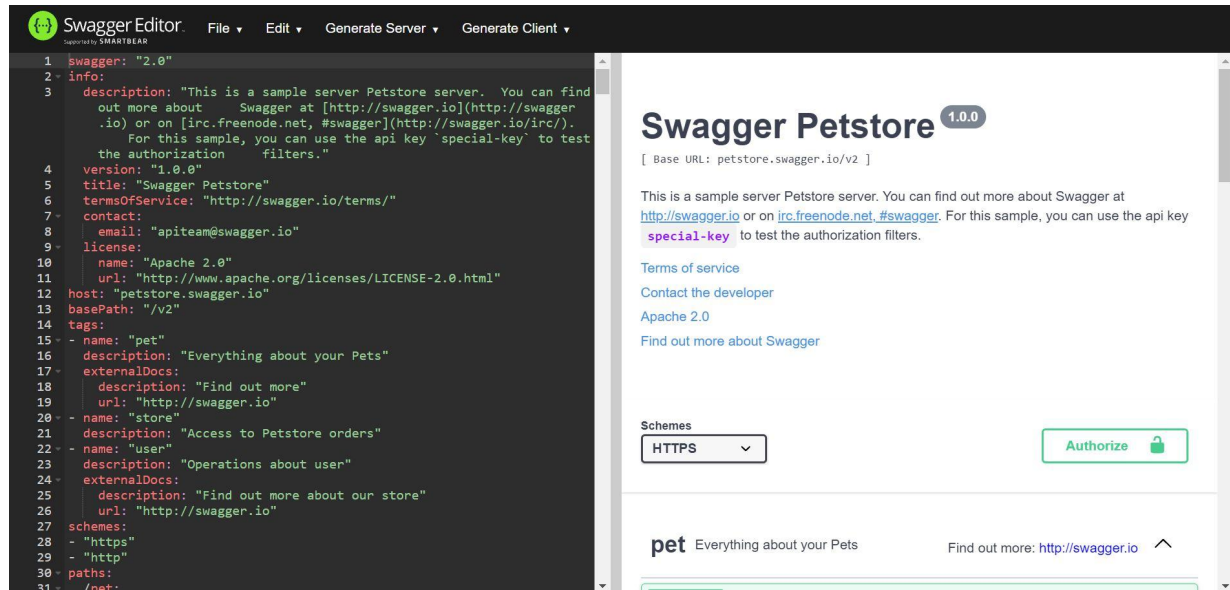 {··} Swagger Editor.
Supported by SMARTBEAR
File ▾ Edit ▾ Generate Server ▾ Generate Client ▾
1 swagger: "2.0"
2 info:
3 description: "This is a sample server Petstore server. You can find
out more about Swagger at [http://swagger
.io](http://swagger.io) or on [irc.freenode.net, #swagger](http://swagger.io/irc/).
For this sample, you can use the api key `special-key` to test
the authorization filters."
4 version: "1.0.0"
5 title: "Swagger Petstore"
6 termsOfService: "http://swagger.io/terms/"
7 contact:
8 email: "apiteam@swagger.io"
9 license:
10 name: "Apache 2.0"
11 url: "http://www.apache.org/licenses/LICENSE-2.0.html"
12 host: "petstore.swagger.io"
13 basePath: "/v2"
14 tags:
15 - name: "pet"
16 description: "Everything about your Pets"
17 externalDocs:
18 description: "Find out more"
19 url: "http://swagger.io"
20 - name: "store"
21 description: "Access to Petstore orders"
22 - name: "user"
23 description: "Operations about user"
24 externalDocs:
25 description: "Find out more about our store"
26 url: "http://swagger.io"
27 schemes:
28 - "https"
29 - "http"
30 paths:
31 /pet:
Swagger Petstore 1.0.0
[ Base URL: petstore.swagger.io/v2 ]
This is a sample server Petstore server. You can find out more about Swagger at
http://swagger.io or on irc.freenode.net, #swagger. For this sample, you can use the api key
special-key to test the authorization filters.
Terms of service
Contact the developer
Apache 2.0
Find out more about Swagger
Schemes
HTTPS
Authorize
pet Everything about your Pets Find out more: http://swagger.io